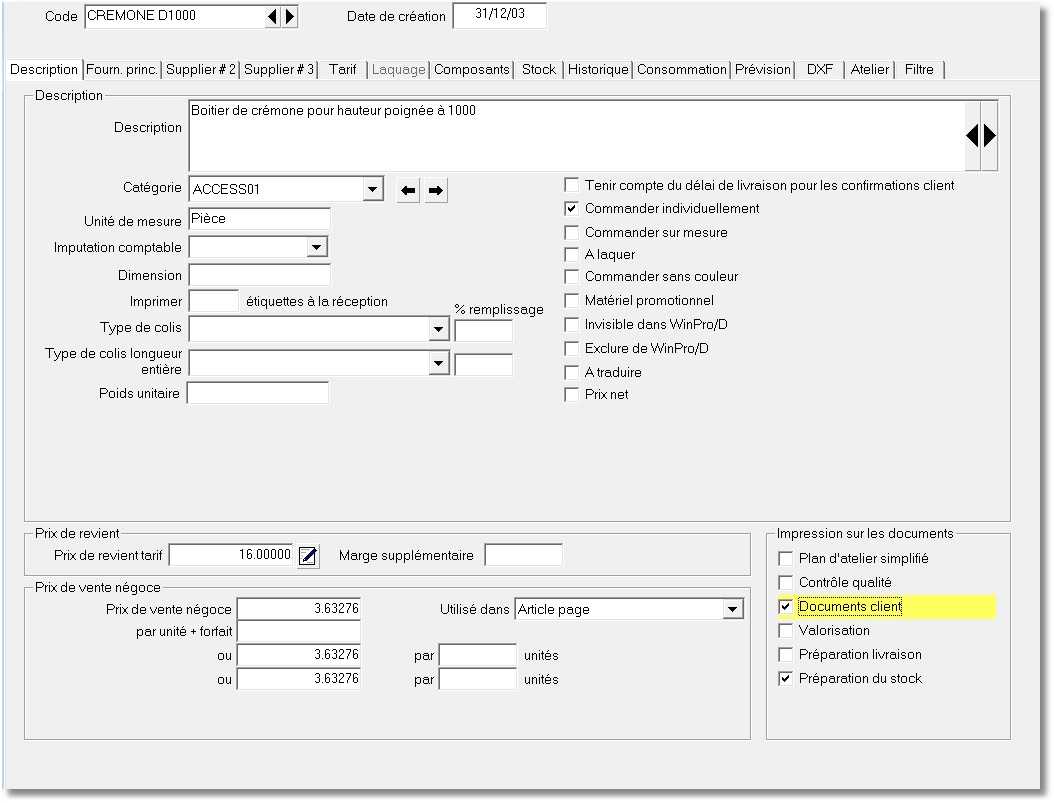 Code CREMONE D1000 Date de création 31/12/03
Description Fourn. princ. Supplier # 2 Supplier # 3 Tarif Laquage Composants Stock Historique Consommation Prévision DXF Atelier Filtre
Description
Description Boitier de crémone pour hauteur poignée à 1000
Catégorie ACCESS01
Unité de mesure Pièce
Imputation comptable
Dimension
Imprimer étiquettes à la réception
% remplissage
Type de colis
Type de colis longueur
entière
Poids unitaire
Tenir compte du délai de livraison pour les confirmations client
Commander individuellement
Commander sur mesure
A laquer
Commander sans couleur
Matériel promotionnel
Invisible dans WinPro/D
Exclure de WinPro/D
A traduire
Prix net
Prix de revient
Prix de revient tarif 16.00000 Marge supplémentaire
Prix de vente négoce
Prix de vente négoce 3.63276 Utilisé dans Article page
par unité + forfait
ou 3.63276 par unités
ou 3.63276 par unités
Impression sur les documents
Plan d'atelier simplifié
Contrôle qualité
Documents client
Valorisation
Préparation livraison
Préparation du stock